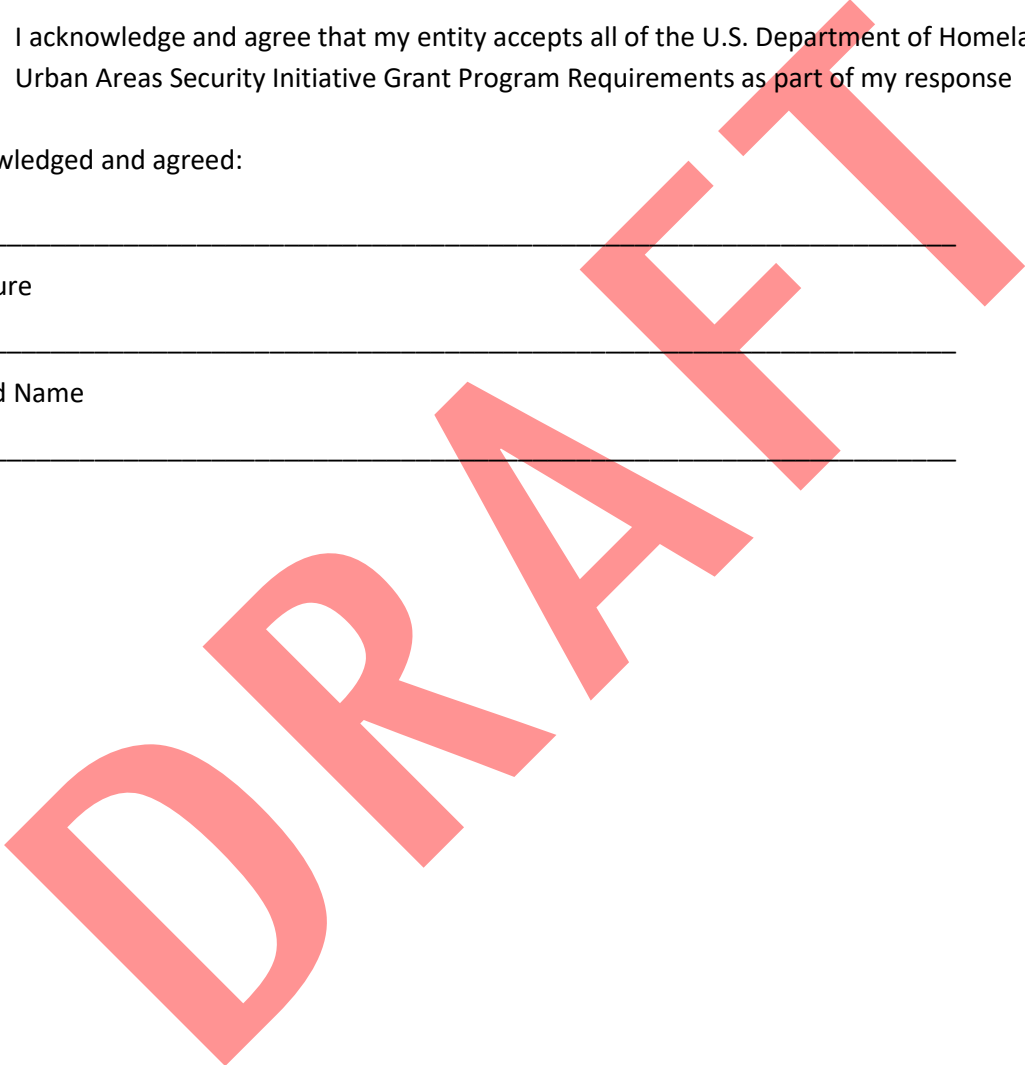 I acknowledge and agree that my entity accepts all of the U.S. Department of Homela
Urban Areas Security Initiative Grant Program Requirements as part of my response
wledged and agreed:
ure
d Name
DRAFT